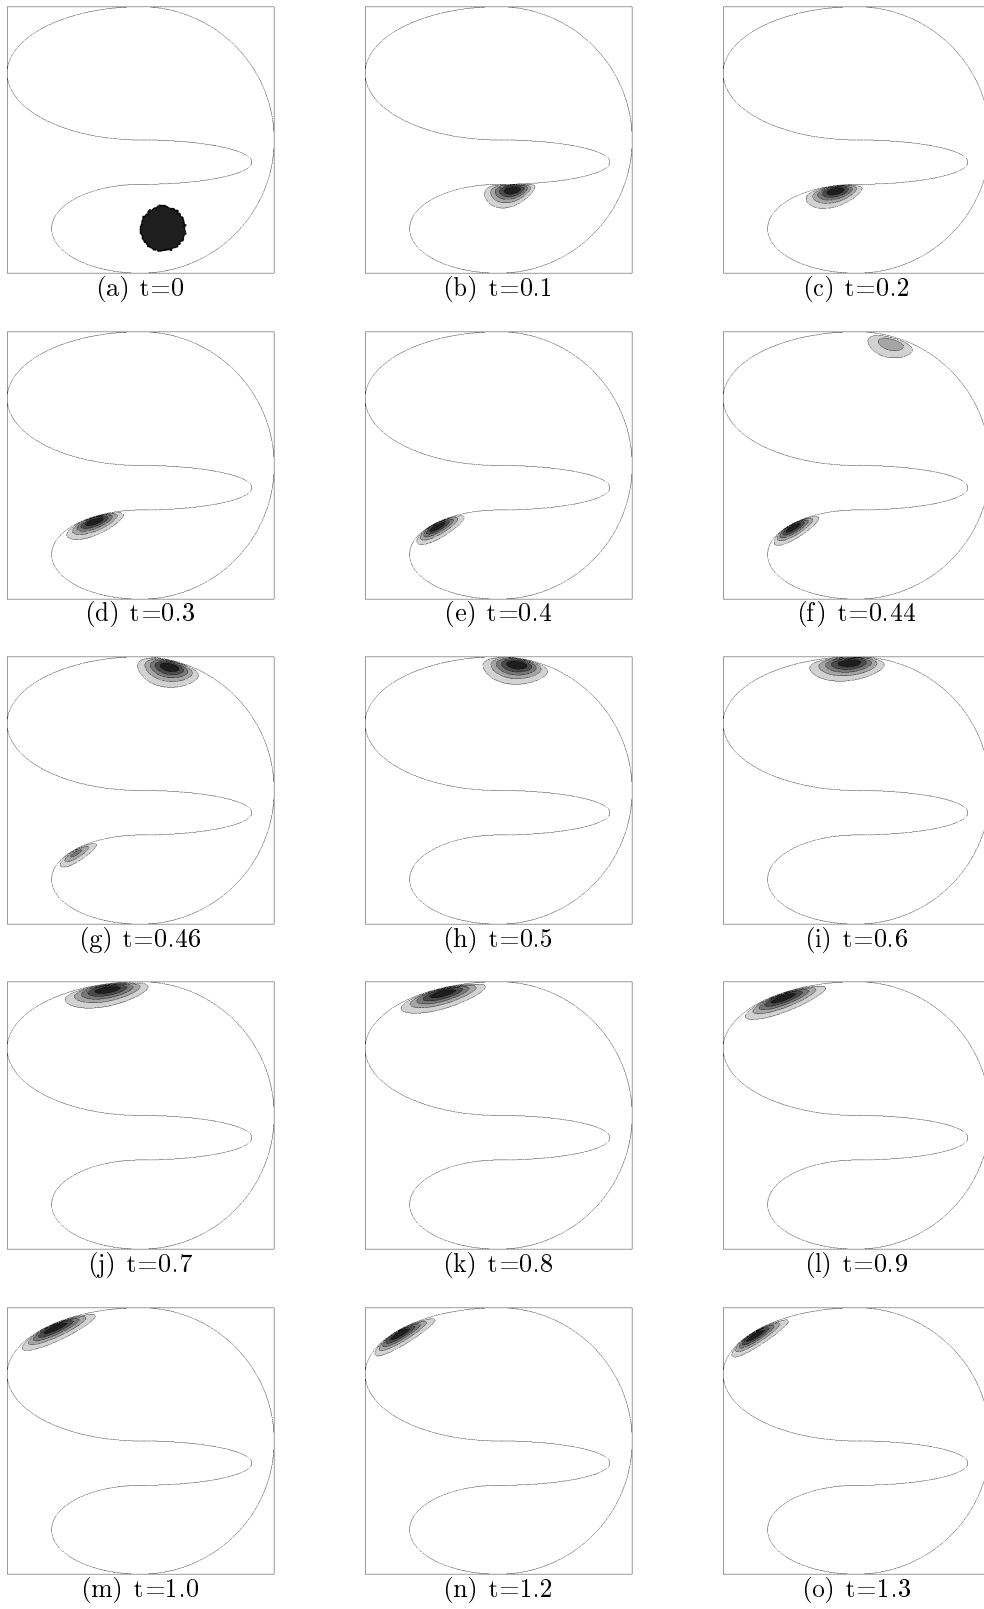 (a) t=0
(b) t=0.1
(c) t=0.2
(d) t=0.3
(e) t=0.4
(f) t=0.44
(g) t=0.46
(h) t=0.5
(i) t=0.6
(j) t=0.7
(k) t=0.8
(l) t=0.9
(m) t=1.0
(n) t=1.2
(o) t=1.3